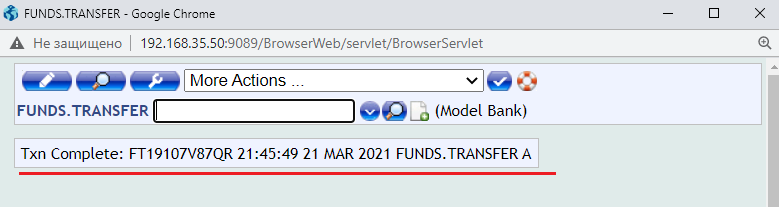 FUNDS.TRANSFER - Google Chrome
Не защищено 192.168.35.50:9089/BrowserWeb/servlet/BrowserServlet
More Actions ...
FUNDS.TRANSFER (Model Bank)
Txn Complete: FT19107V87QR 21:45:49 21 MAR 2021 FUNDS.TRANSFER A